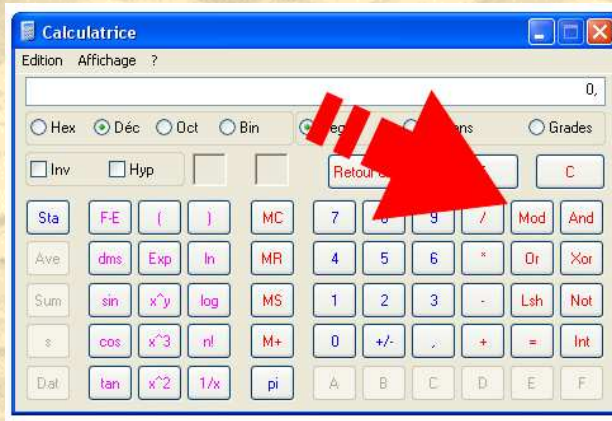 Calculatrice
Edition Affichage ?
0,
Hex Déc Oct Bin Grades
Inv Hyp C
Sta F-E ( ) MC 7 9 / Mod And
Ave dms Exp ln MR 4 5 6 * Or Xor
Sum sin x^y log MS 1 2 3 - Lsh Not
s cos x^3 n! M+ 0 +/- , + = Int
Dat tan x^2 1/x pi A B C D E F